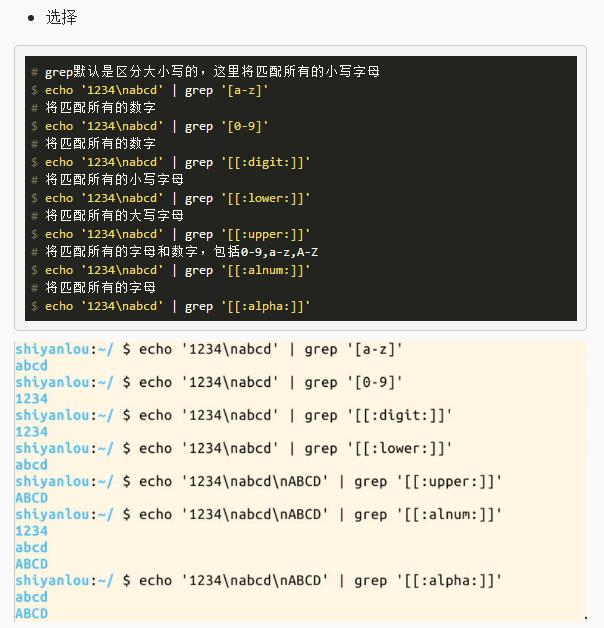 选择
# grep默认是区分大小写的，这里将匹配所有的小写字母
$ echo '1234\nabcd' | grep '[a-z]'
# 将匹配所有的数字
$ echo '1234\nabcd' | grep '[0-9]'
# 将匹配所有的数字
$ echo '1234\nabcd' | grep '[[:digit:]]'
# 将匹配所有的小写字母
$ echo '1234\nabcd' | grep '[[:lower:]]'
# 将匹配所有的大写字母
$ echo '1234\nabcd' | grep '[[:upper:]]'
# 将匹配所有的字母和数字，包括0-9,a-z,A-Z
$ echo '1234\nabcd' | grep '[[:alnum:]]'
# 将匹配所有的字母
$ echo '1234\nabcd' | grep '[[:alpha:]]'
shiyanlou:~/ $ echo '1234\nabcd' | grep '[a-z]'
abcd
shiyanlou:~/ $ echo '1234\nabcd' | grep '[0-9]'
1234
shiyanlou:~/ $ echo '1234\nabcd' | grep '[[:digit:]]'
1234
shiyanlou:~/ $ echo '1234\nabcd' | grep '[[:lower:]]'
abcd
shiyanlou:~/ $ echo '1234\nabcd\nABCD' | grep '[[:upper:]]'
ABCD
shiyanlou:~/ $ echo '1234\nabcd\nABCD' | grep '[[:alnum:]]'
1234
abcd
ABCD
shiyanlou:~/ $ echo '1234\nabcd\nABCD' | grep '[[:alpha:]]'
abcd
ABCD